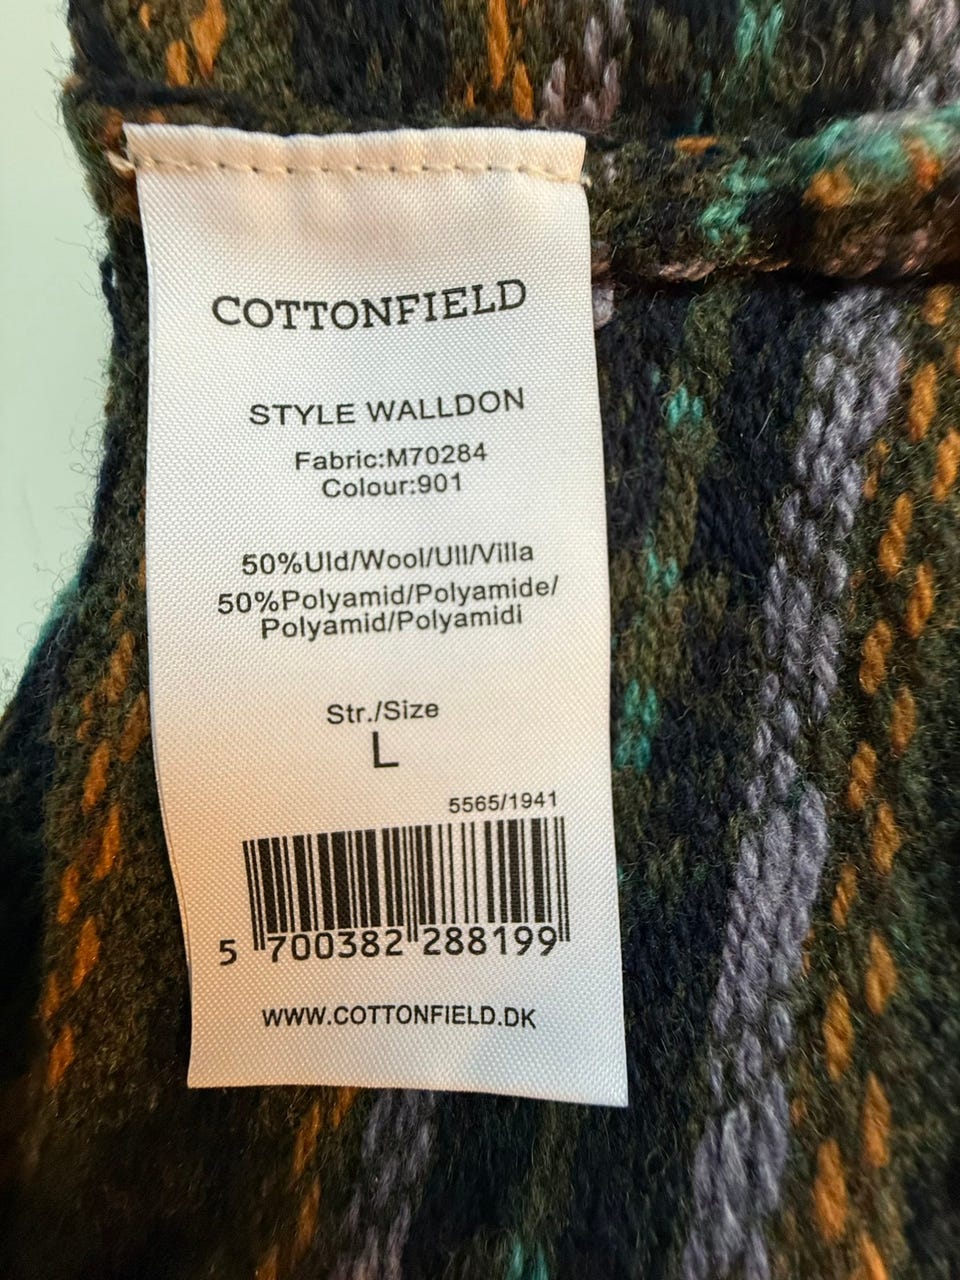 COTTONFIELD
STYLE WALLDON
Fabric:M70284
Colour:901
50%Uld/Wool/Ull/Villa
50%Polyamid/Polyamide/
Polyamid/Polyamidi
Str./Size
L
5565/1941
5 700382 288199
WWW.COTTONFIELD.DK